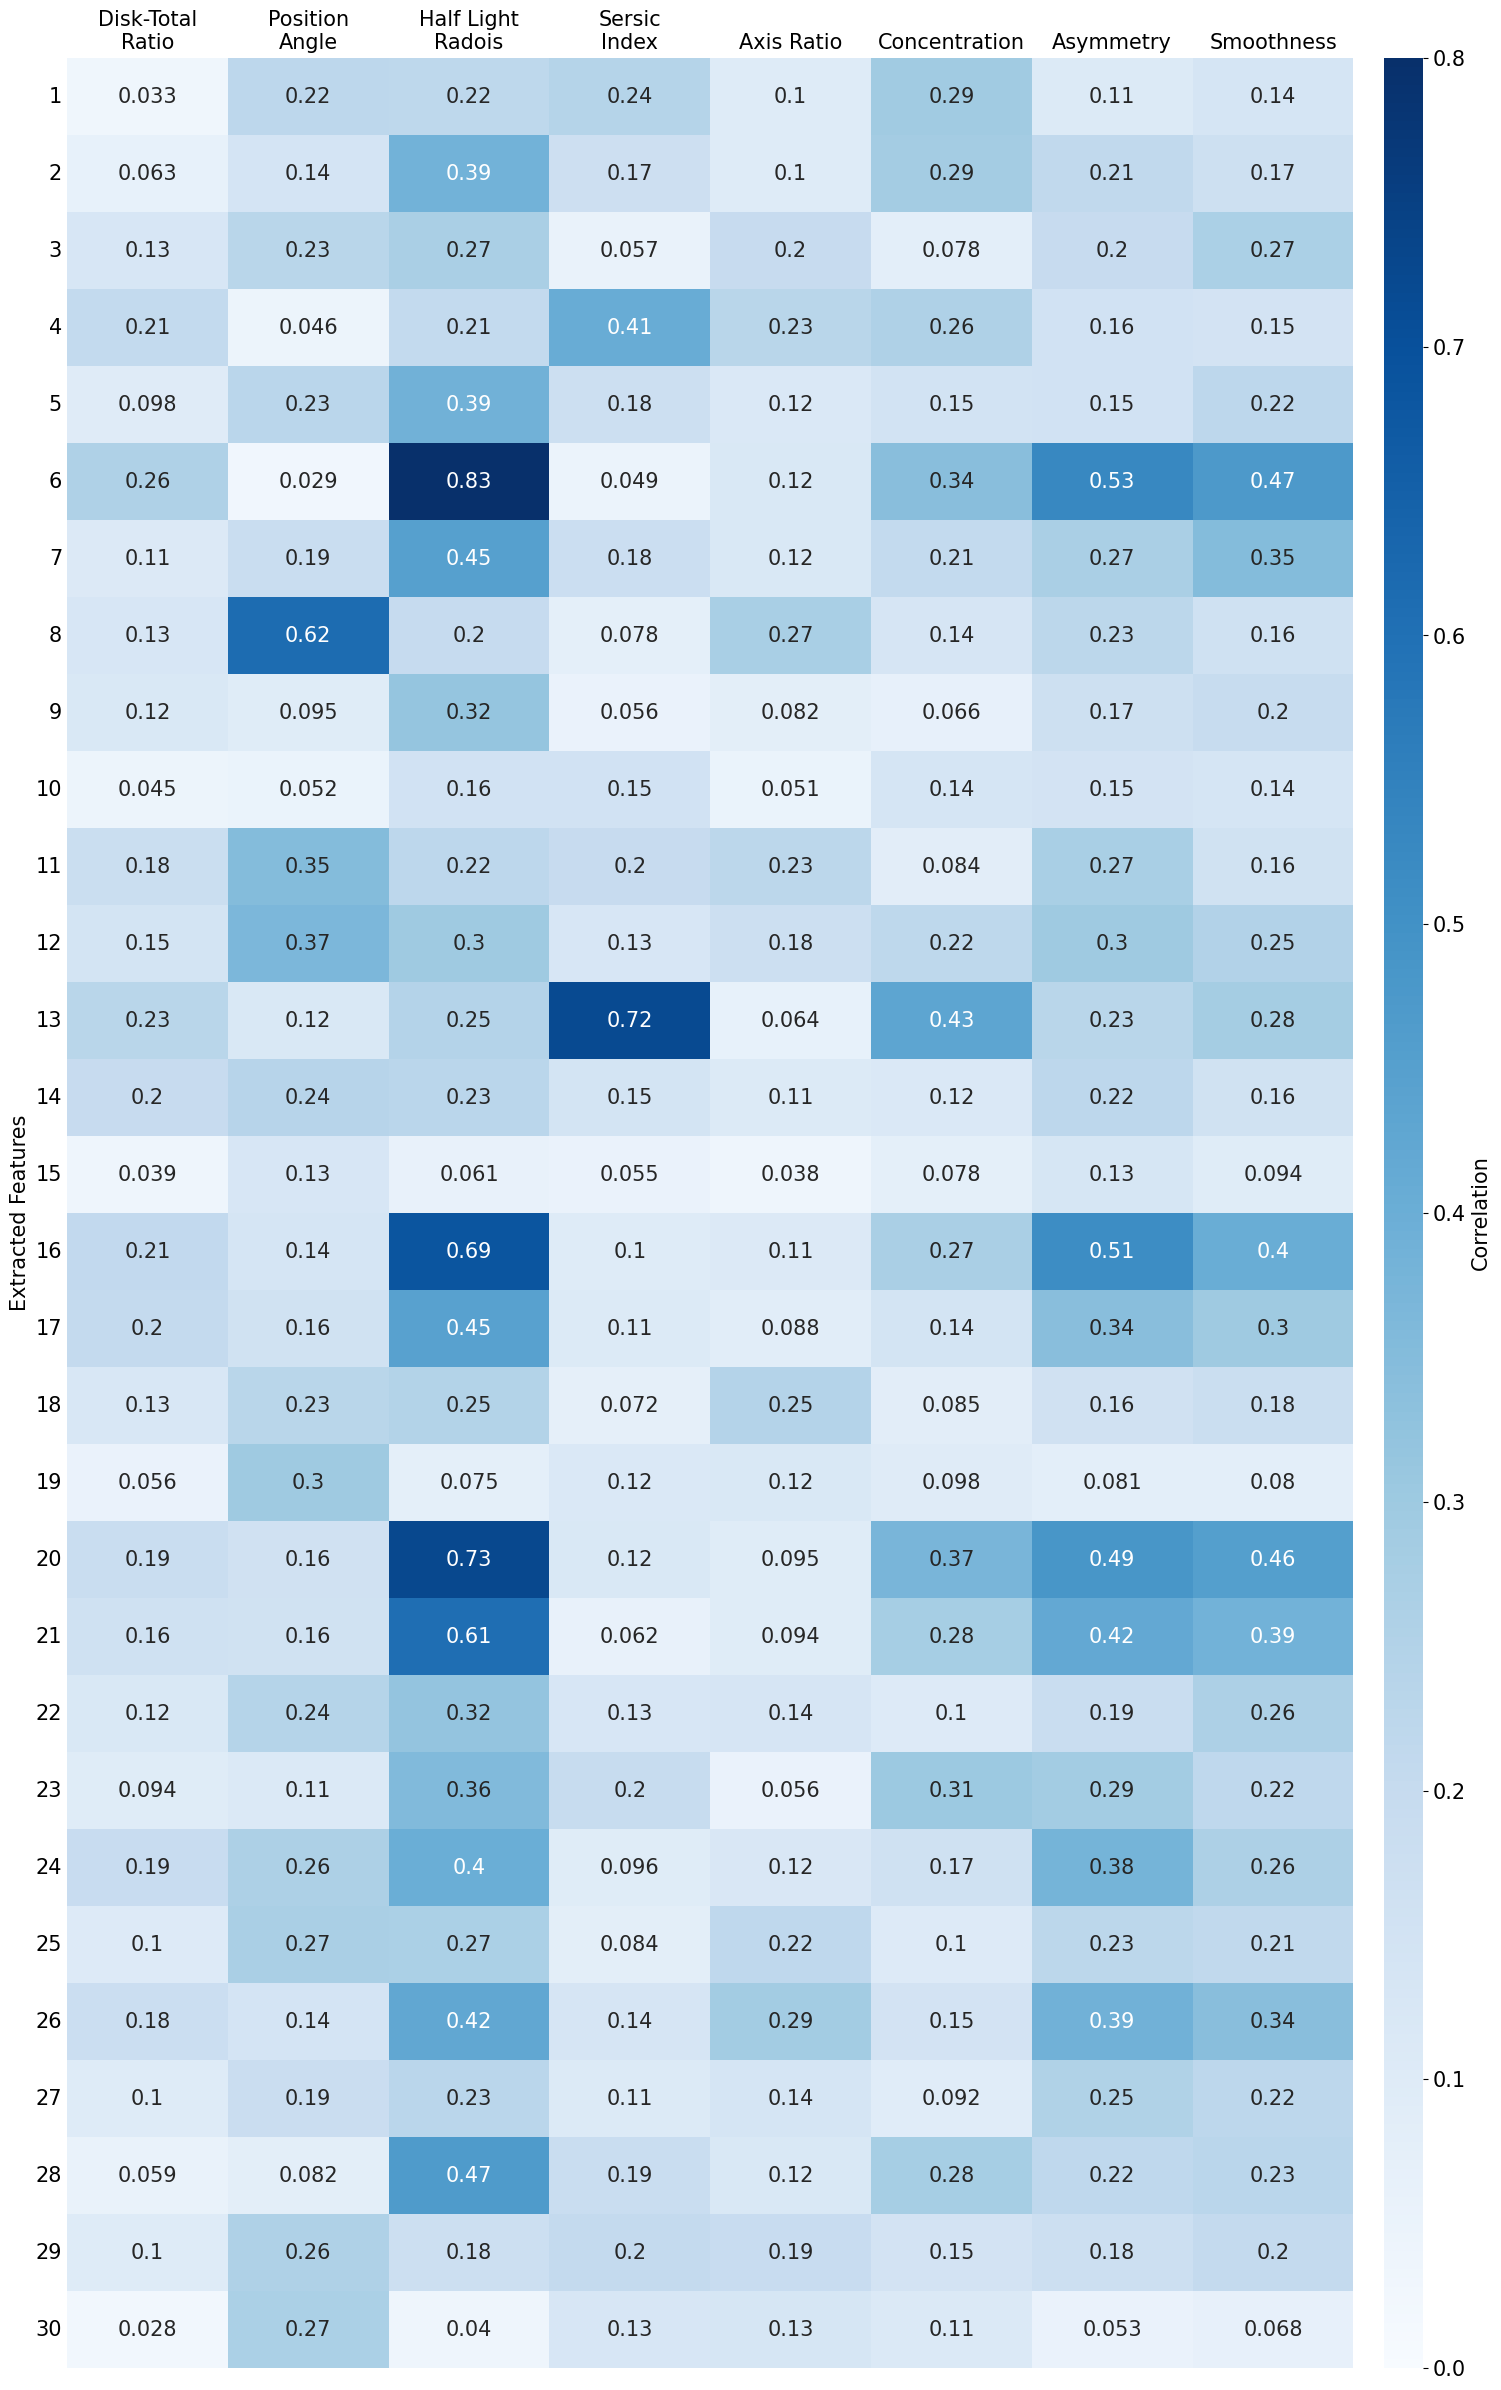 Disk-Total Position Half Light Sersic
Ratio Angle Radois Index Axis Ratio Concentration Asymmetry Smoothness
1 0.033 0.22 0.22 0.24 0.1 0.29 0.11 0.14
2 0.063 0.14 0.39 0.17 0.1 0.29 0.21 0.17
3 0.13 0.23 0.27 0.057 0.2 0.078 0.2 0.27
4 0.21 0.046 0.21 0.41 0.23 0.26 0.16 0.15
5 0.098 0.23 0.39 0.18 0.12 0.15 0.15 0.22
6 0.26 0.029 0.83 0.049 0.12 0.34 0.53 0.47
7 0.11 0.19 0.45 0.18 0.12 0.21 0.27 0.35
8 0.13 0.62 0.2 0.078 0.27 0.14 0.23 0.16
9 0.12 0.095 0.32 0.056 0.082 0.066 0.17 0.2
10 0.045 0.052 0.16 0.15 0.051 0.14 0.15 0.14
11 0.18 0.35 0.22 0.2 0.23 0.084 0.27 0.16
12 0.15 0.37 0.3 0.13 0.18 0.22 0.3 0.25
13 0.23 0.12 0.25 0.72 0.064 0.43 0.23 0.28
14 0.2 0.24 0.23 0.15 0.11 0.12 0.22 0.16
15 0.039 0.13 0.061 0.055 0.038 0.078 0.13 0.094
16 0.21 0.14 0.69 0.1 0.11 0.27 0.51 0.4
17 0.2 0.16 0.45 0.11 0.088 0.14 0.34 0.3
18 0.13 0.23 0.25 0.072 0.25 0.085 0.16 0.18
19 0.056 0.3 0.075 0.12 0.12 0.098 0.081 0.08
20 0.19 0.16 0.73 0.12 0.095 0.37 0.49 0.46
21 0.16 0.16 0.61 0.062 0.094 0.28 0.42 0.39
22 0.12 0.24 0.32 0.13 0.14 0.1 0.19 0.26
23 0.094 0.11 0.36 0.2 0.056 0.31 0.29 0.22
24 0.19 0.26 0.4 0.096 0.12 0.17 0.38 0.26
25 0.1 0.27 0.27 0.084 0.22 0.1 0.23 0.21
26 0.18 0.14 0.42 0.14 0.29 0.15 0.39 0.34
27 0.1 0.19 0.23 0.11 0.14 0.092 0.25 0.22
28 0.059 0.082 0.47 0.19 0.12 0.28 0.22 0.23
29 0.1 0.26 0.18 0.2 0.19 0.15 0.18 0.2
30 0.028 0.27 0.04 0.13 0.13 0.11 0.053 0.068
Extracted Features
0.8
0.7
0.6
0.5
0.4
0.3
0.2
0.1
0.0
Correlation